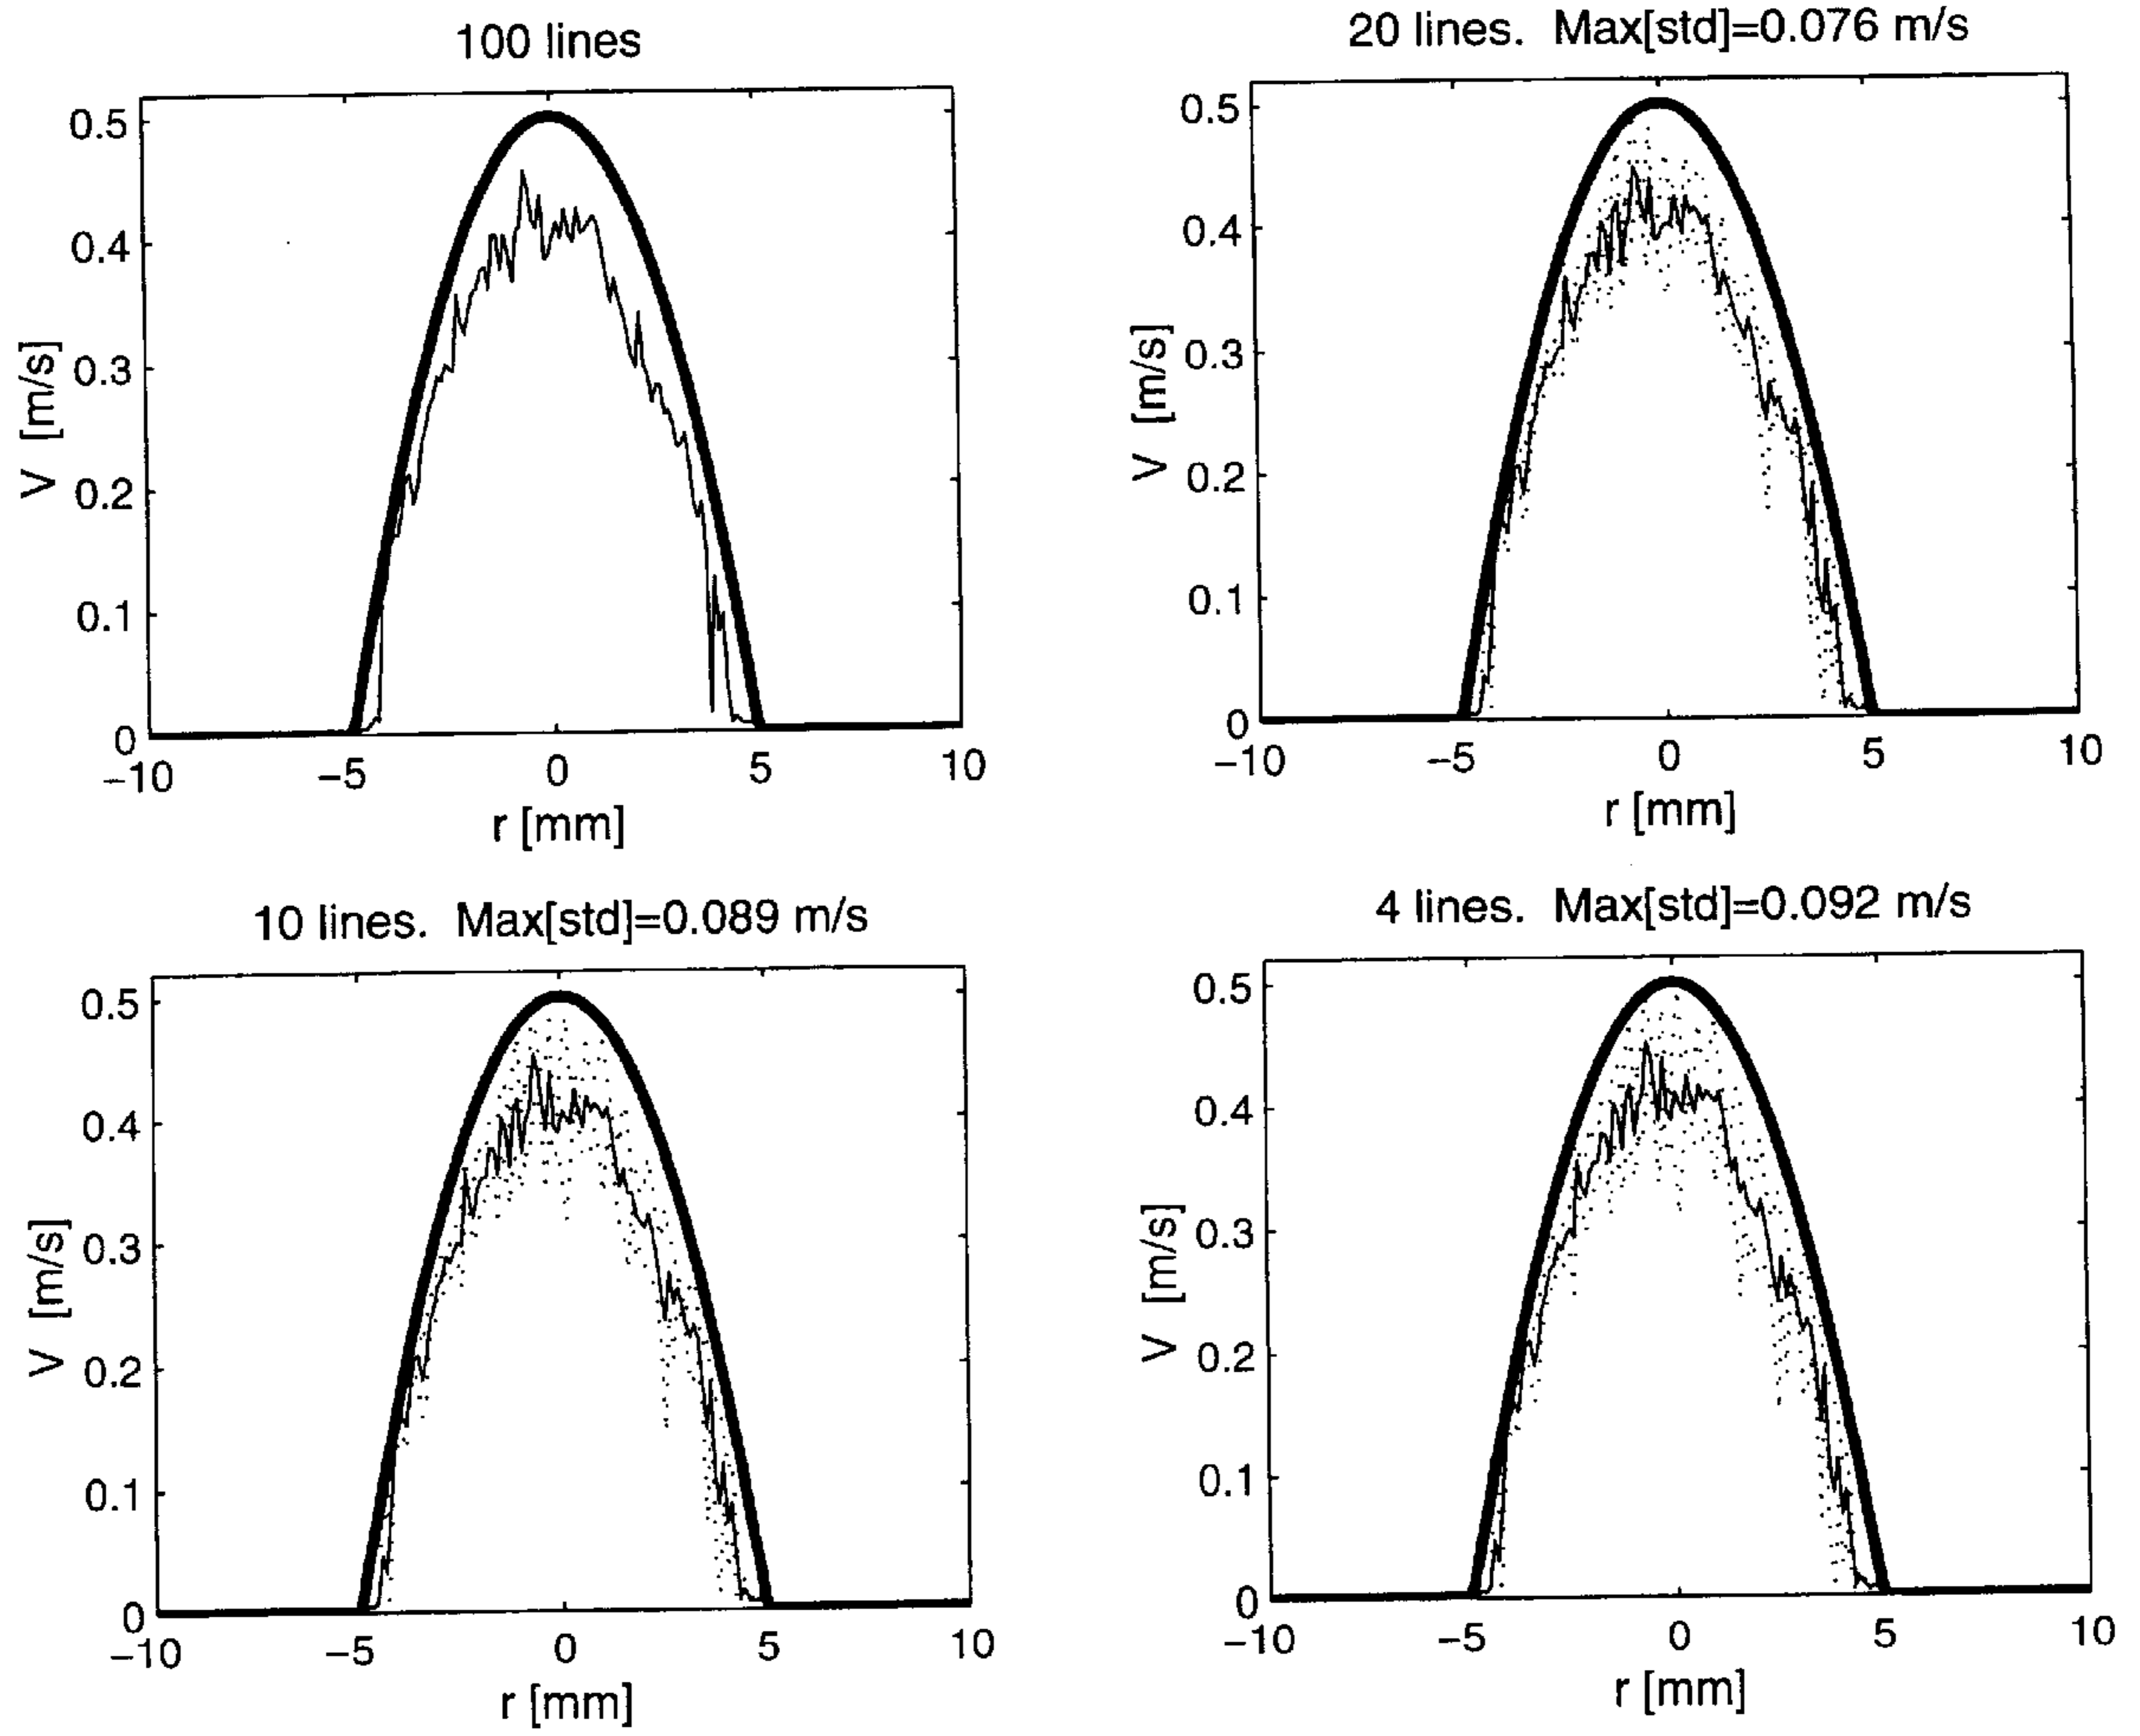 100 lines
0.5
0.4
0.3
0.2
0.1
0
V [m/s]
−10 −5 0 5 10
r [mm]
20 lines. Max[std]=0.076 m/s
0.5
0.4
0.3
0.2
0.1
0
V [m/s]
−10 −5 0 5 10
r [mm]
10 lines. Max[std]=0.089 m/s
0.5
0.4
0.3
0.2
0.1
0
V [m/s]
−10 −5 0 5 10
r [mm]
4 lines. Max[std]=0.092 m/s
0.5
0.4
0.3
0.2
0.1
0
V [m/s]
−10 −5 0 5 10
r [mm]